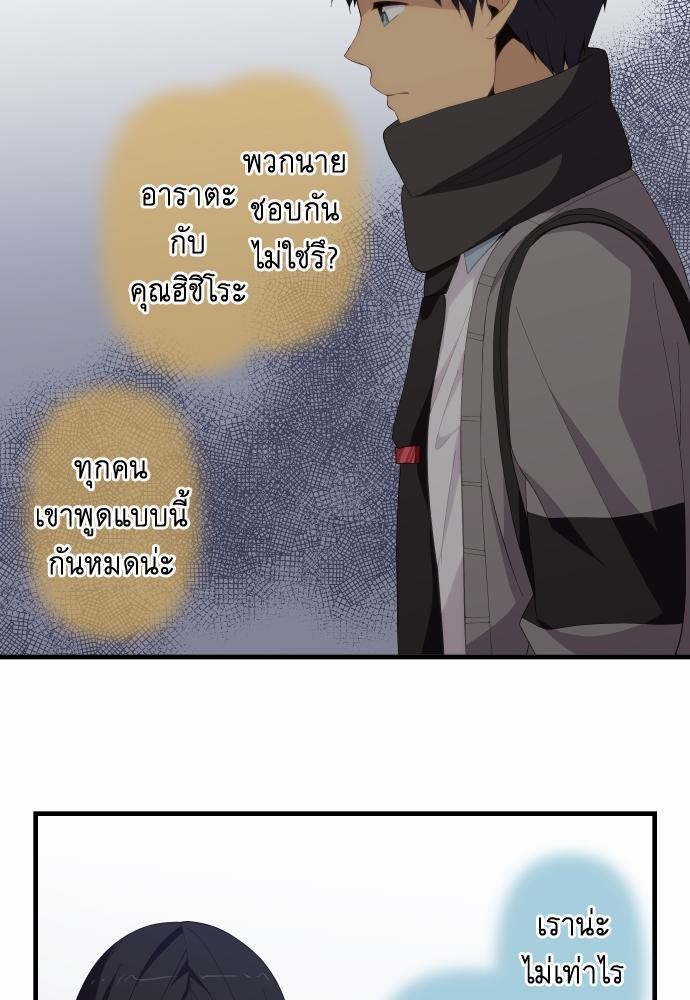 พวกนาย
ชอบกัน
ไม่ใช่รึ?
อาราตะ
กับ
คุณฮิชิโระ
ทุกคน
เขาพูดแบบนี้
กันหมดน่ะ
เราน่ะ
ไม่เท่าไร